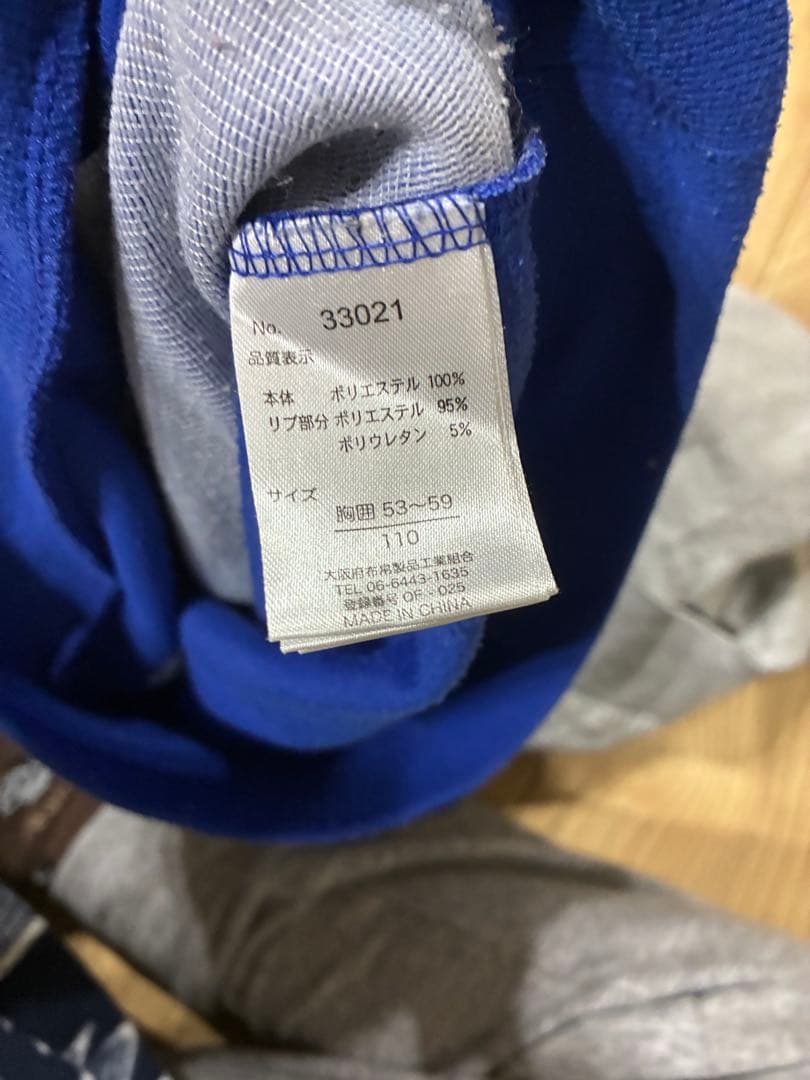 No. 33021
品質表示
本体 ポリエステル 100%
リブ部分 ポリエステル 95%
ポリウレタン 5%
サイズ
胸囲 53～59
110
大阪府布帛製品工業組合
TEL 06-6443-1635
登録番号 OF - 025
MADE IN CHINA